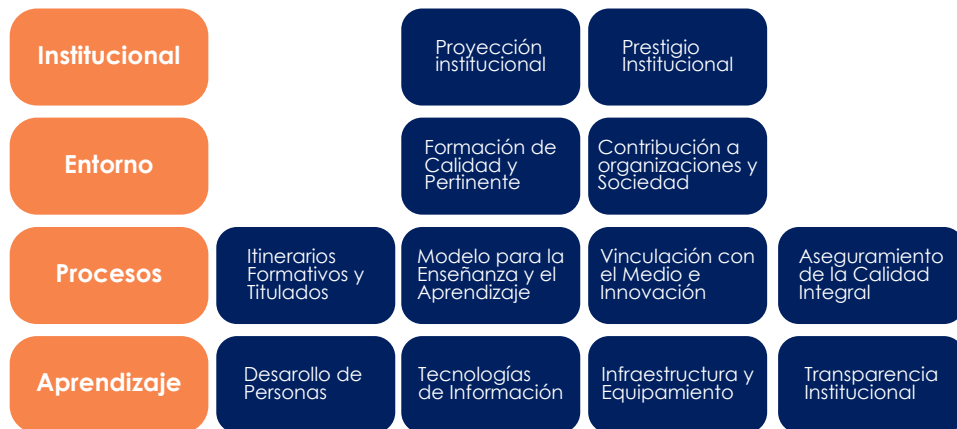 Institucional
Proyección
institucional
Prestigio
Institucional
Entorno
Formación de
Calidad y
Pertinente
Contribución a
organizaciones y
Sociedad
Procesos
Itinerarios
Formativos y
Titulados
Modelo para la
Enseñanza y el
Aprendizaje
Vinculación con
el Medio e
Innovación
Aseguramiento
de la Calidad
Integral
Aprendizaje
Desarollo de
Personas
Tecnologías
de Información
Infraestructura y
Equipamiento
Transparencia
Institucional